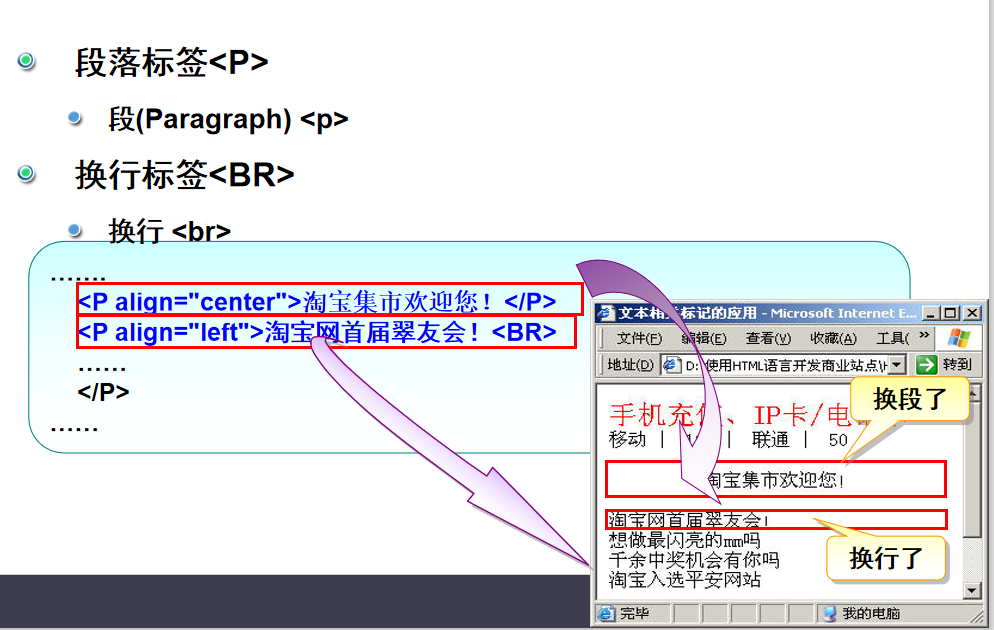 段落标签<P>
段(Paragraph) <p>
换行标签<BR>
换行 <br>
.......
<P align="center">淘宝集市欢迎您！</P>
<P align="left">淘宝网首届翠友会！<BR>
......
</P>
......
文本相关标记的应用 - Microsoft Internet E...
文件(F) 编辑(E) 查看(V) 收藏(A) 工具( »
地址(D) D:\使用HTML语言开发商业站点\H 转到
手机充值、IP卡/电
移动 | | 联通 | 50
换段了
淘宝集市欢迎您!
淘宝网首届翠友会!
想做最闪亮的mm吗
千余中奖机会有你吗
淘宝入选平安网站
换行了
完毕 我的电脑